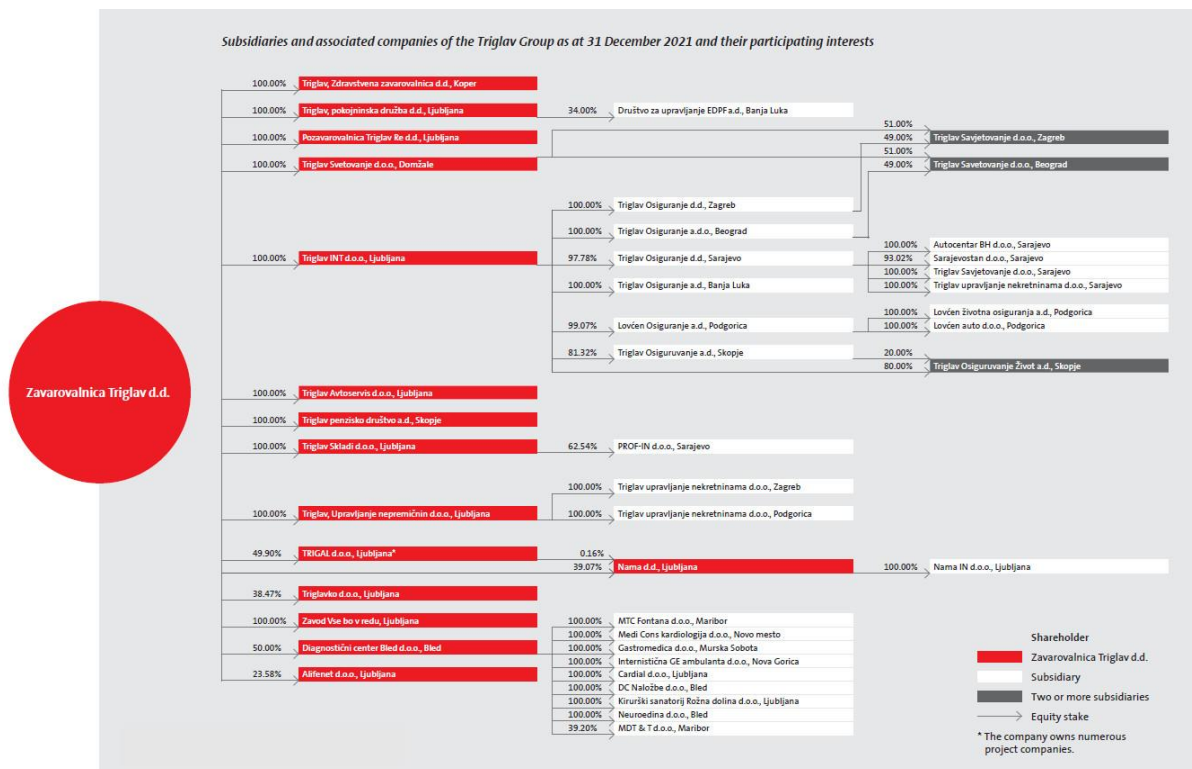 Subsidiaries and associated companies of the Triglav Group as at 31 December 2021 and their participating interests
Zavarovalnica Triglav d.d.
100.00% Triglav, Zdravstvena zavarovalnica d.d., Koper
100.00% Triglav, pokojninska družba d.d., Ljubljana
34.00% Društvo za upravljanje EDPF a.d., Banja Luka
100.00% Pozavarovalnica Triglav Re d.d., Ljubljana
51.00%
49.00% Triglav Savjetovanje d.o.o., Zagreb
51.00%
100.00% Triglav Svetovanje d.o.o., Domžale
49.00% Triglav Savetovanje d.o.o., Beograd
100.00% Triglav INT d.o.o., Ljubljana
100.00% Triglav Osiguranje d.d., Zagreb
100.00% Triglav Osiguranje a.d.o., Beograd
97.78% Triglav Osiguranje d.d., Sarajevo
100.00% Autocentar BH d.o.o., Sarajevo
93.02% Sarajevostan d.o.o., Sarajevo
100.00% Triglav Savjetovanje d.o.o., Sarajevo
100.00% Triglav upravljanje nekretninama d.o.o., Sarajevo
100.00% Triglav Osiguranje a.d., Banja Luka
99.07% Lovćen Osiguranje a.d., Podgorica
100.00% Lovćen životna osiguranja a.d., Podgorica
100.00% Lovćen auto d.o.o., Podgorica
81.32% Triglav Osiguruvanje a.d., Skopje
20.00%
80.00% Triglav Osiguruvanje Život a.d., Skopje
100.00% Triglav Avtoservis d.o.o., Ljubljana
100.00% Triglav penzisko društvo a.d., Skopje
100.00% Triglav Skladi d.o.o., Ljubljana
62.54% PROF-IN d.o.o., Sarajevo
100.00% Triglav, Upravljanje nepremičnin d.o.o., Ljubljana
100.00% Triglav upravljanje nekretninama d.o.o., Zagreb
100.00% Triglav upravljanje nekretninama d.o.o., Podgorica
49.90% TRIGAL d.o.o., Ljubljana*
0.16%
39.07% Nama d.d., Ljubljana
100.00% Nama IN d.o.o., Ljubljana
38.47% Triglavko d.o.o., Ljubljana
100.00% Zavod Vse bo v redu, Ljubljana
50.00% Diagnostični center Bled d.o.o., Bled
23.58% Alifenet d.o.o., Ljubljana
100.00% MTC Fontana d.o.o., Maribor
100.00% Medi Cons kardiologija d.o.o., Novo mesto
100.00% Gastromedica d.o.o., Murska Sobota
100.00% Internistična GE ambulanta d.o.o., Nova Gorica
100.00% Cardial d.o.o., Ljubljana
100.00% DC Naložbe d.o.o., Bled
100.00% Kirurški sanatorij Rožna dolina d.o.o., Ljubljana
100.00% Neuroedina d.o.o., Bled
39.20% MDT & T d.o.o., Maribor
Shareholder
Zavarovalnica Triglav d.d.
Subsidiary
Two or more subsidiaries
Equity stake
* The company owns numerous
project companies.